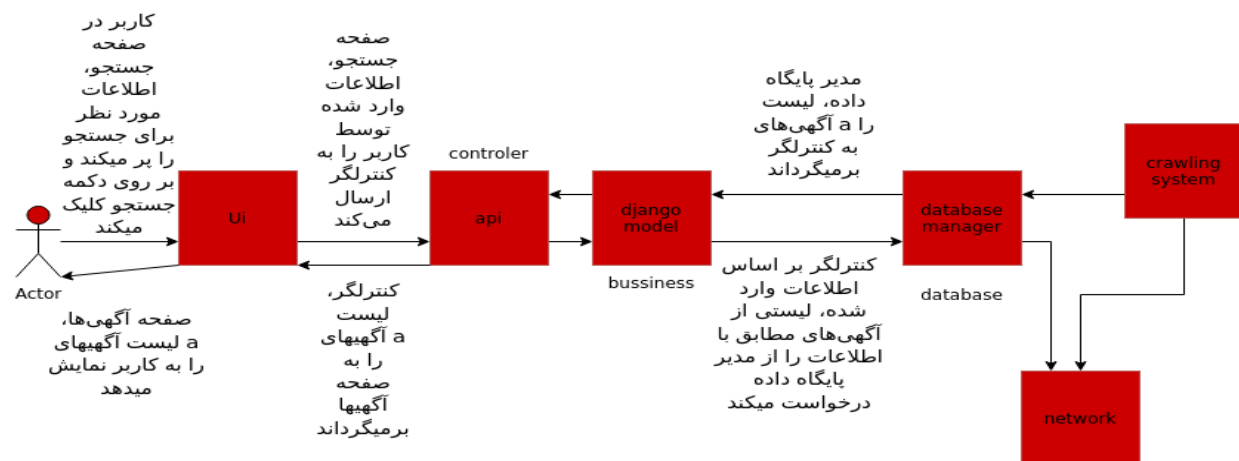 کاربر در
صفحه
جستجو،
اطلاعات
مورد نظر
برای جستجو
را پر میکند و
بر روی دکمه
جستجو کلیک
میکند
Actor
صفحه آگهی‌ها،
a لیست آگهیهای
را به کاربر نمایش
میدهد
Ui
صفحه
جستجو،
اطلاعات
وارد شده
توسط
کاربر را به
کنترلگر
ارسال
می‌کند
کنترلگر،
لیست
a آگهیهای
را به
صفحه
آگهیها
برمیگرداند
controler
api
django
model
bussiness
مدیر پایگاه
داده، لیست
را a آگهی‌های
به کنترلگر
برمیگرداند
کنترلگر بر اساس
اطلاعات وارد
شده، لیستی از
آگهی‌های مطابق با
اطلاعات را از مدیر
پایگاه داده
درخواست میکند
database
manager
database
crawling
system
network